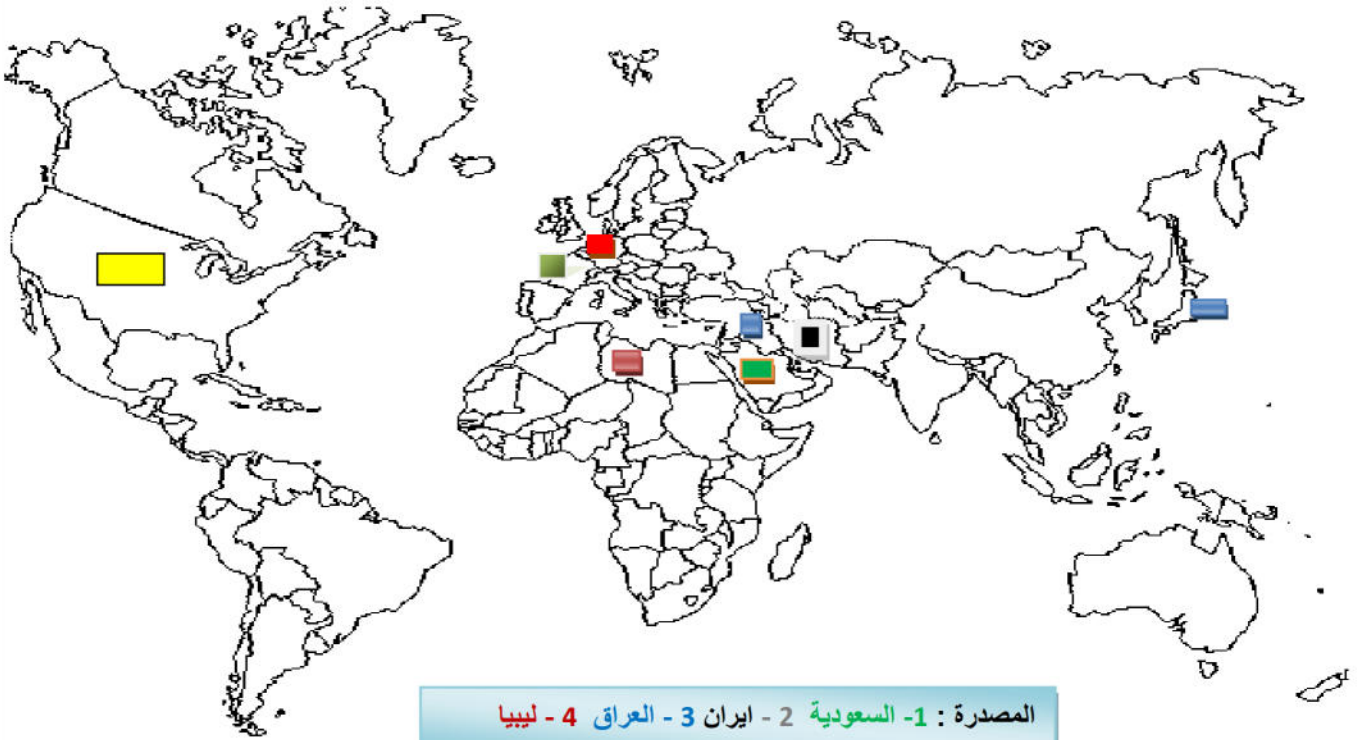 المصدرة : 1- السعودية 2 - ايران 3 - العراق 4 - ليبيا